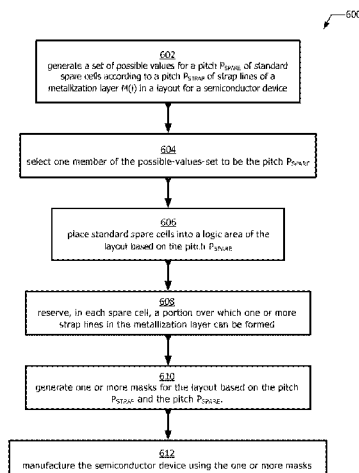 600
602
generate a set of possible values for a pitch PSPARE of standard
spare cells according to a pitch PSTRAP of strap lines of
a metallization layer M(i) in a layout for a semiconductor device
604
select one member of the possible-values-set to be the pitch PSPARE
606
place standard spare cells into a logic area of the
layout based on the pitch PSPARE
608
reserve, in each spare cell, a portion over which one or more
strap lines in the metallization layer can be formed
610
generate one or more masks for the layout based on the pitch
PSTRAP and the pitch PSPARE.
612
manufacture the semiconductor device using the one or more masks